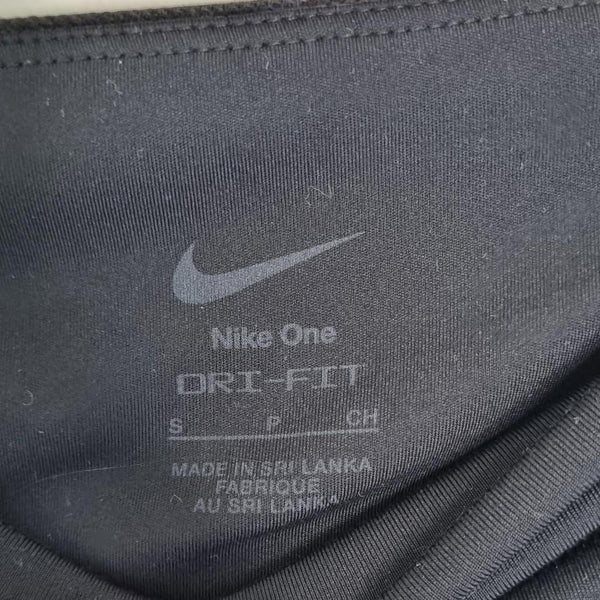 Nike One
DRI-FIT
S P CH
MADE IN SRI LANKA
FABRIQUE
AU SRI LANKA